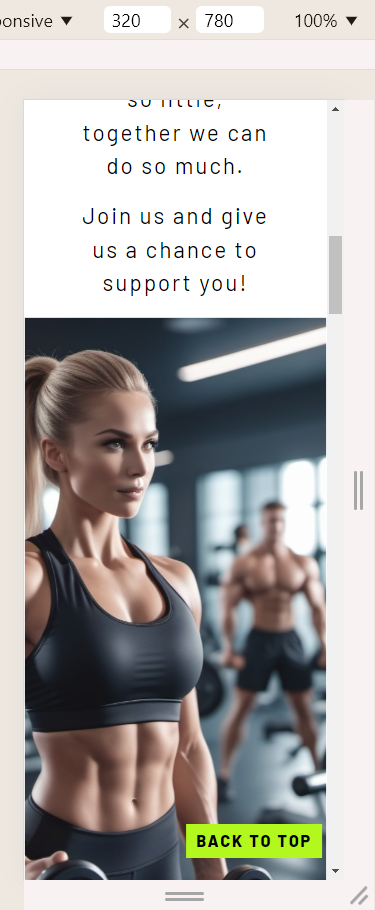 320 × 780 100%
so little,
together we can
do so much.
Join us and give
us a chance to
support you!
BACK TO TOP